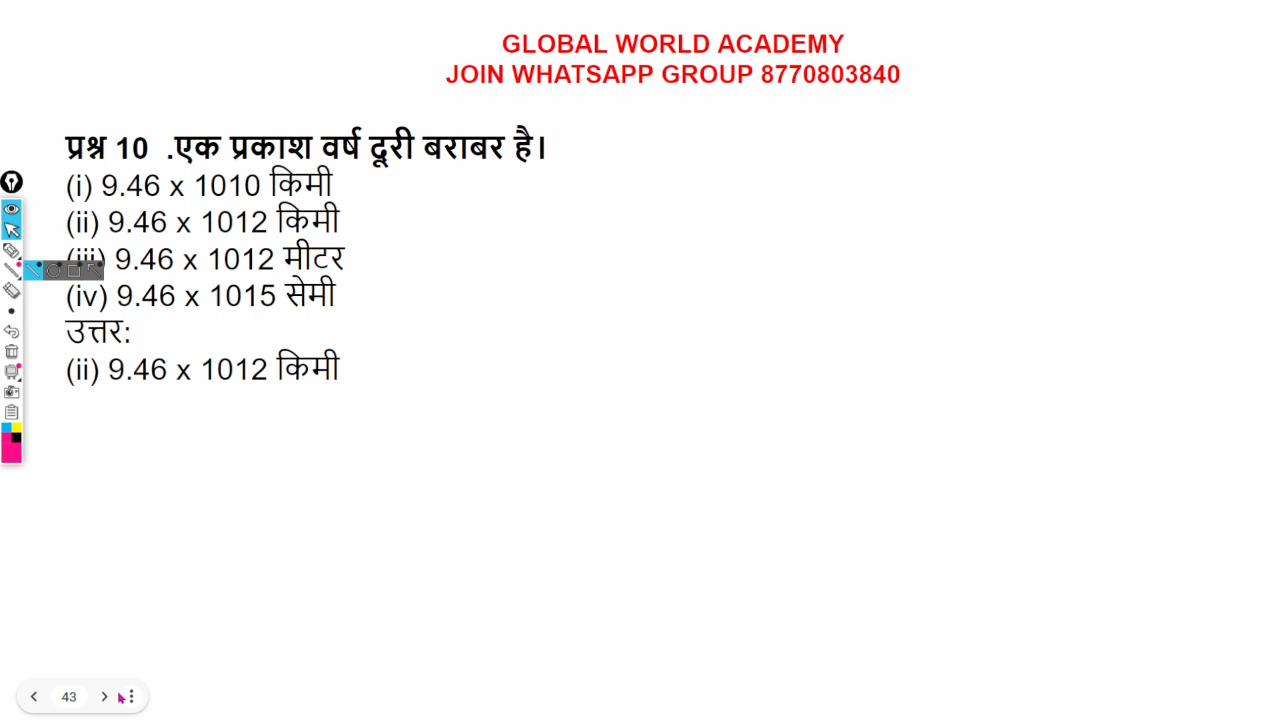 GLOBAL WORLD ACADEMY
JOIN WHATSAPP GROUP 8770803840
प्रश्न 10 .एक प्रकाश वर्ष दूरी बराबर है।
(i) 9.46 x 1010 किमी
(ii) 9.46 x 1012 किमी
(iii) 9.46 x 1012 मीटर
(iv) 9.46 x 1015 सेमी
उत्तर:
(ii) 9.46 x 1012 किमी
43